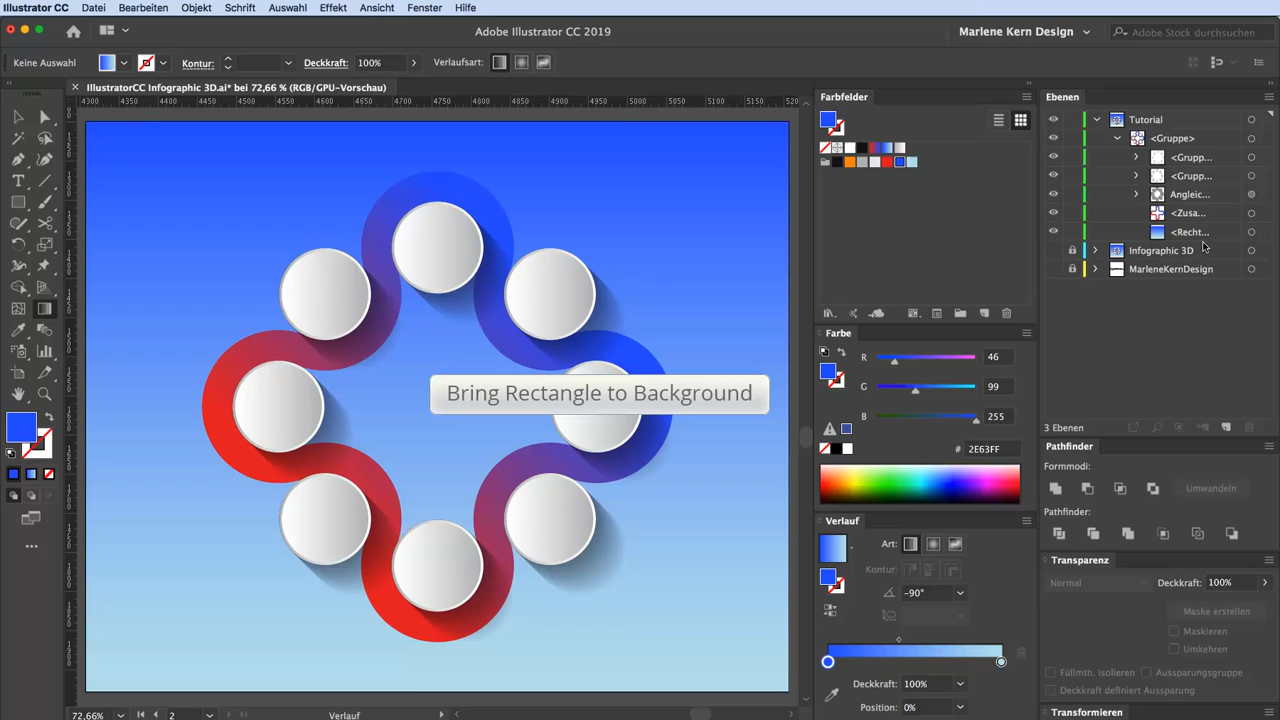 Illustrator CC Datei Bearbeiten Objekt Schrift Auswahl Effekt Ansicht Fenster Hilfe
Adobe Illustrator CC 2019
Marlene Kern Design
Adobe Stock durchsuchen
Keine Auswahl
Kontur:
Deckkraft: 100%
Verlaufsart:
IllustratorCC Infographic 3D.ai* bei 72,66 % (RGB/GPU-Vorschau)
4300 4350 4400 4450 4500 4550 4600 4650 4700 4750 4800 4850 4900 4950 5000 5050 5100 5150 520
Bring Rectangle to Background
72,66% 2 Verlauf
Farbfelder
Farbe
R 46
G 99
B 255
# 2E63FF
Verlauf
Art:
Kontur:
-90°
Deckkraft: 100%
Position: 0%
Ebenen
Tutorial
<Gruppe>
<Grupp...
<Grupp...
Angleic...
<Zusa...
<Recht...
Infographic 3D
MarleneKernDesign
3 Ebenen
Pathfinder
Formmodi:
Umwandeln
Pathfinder:
Transparenz
Normal
Deckkraft: 100%
Maske erstellen
Maskieren
Umkehren
Füllmth. isolieren
Aussparungsgruppe
Deckkraft definiert Aussparung
Transformieren